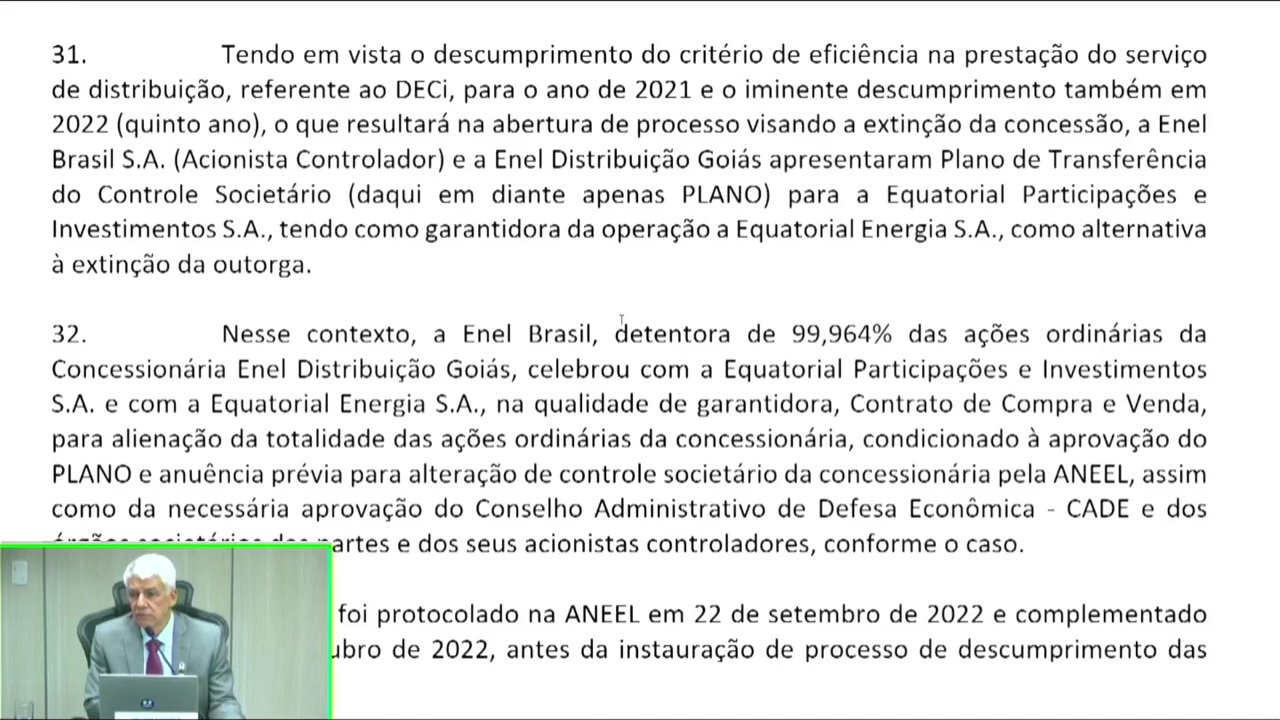 31. Tendo em vista o descumprimento do critério de eficiência na prestação do serviço
de distribuição, referente ao DECi, para o ano de 2021 e o iminente descumprimento também em
2022 (quinto ano), o que resultará na abertura de processo visando a extinção da concessão, a Enel
Brasil S.A. (Acionista Controlador) e a Enel Distribuição Goiás apresentaram Plano de Transferência
do Controle Societário (daqui em diante apenas PLANO) para a Equatorial Participações e
Investimentos S.A., tendo como garantidora da operação a Equatorial Energia S.A., como alternativa
à extinção da outorga.
32. Nesse contexto, a Enel Brasil, detentora de 99,964% das ações ordinárias da
Concessionária Enel Distribuição Goiás, celebrou com a Equatorial Participações e Investimentos
S.A. e com a Equatorial Energia S.A., na qualidade de garantidora, Contrato de Compra e Venda,
para alienação da totalidade das ações ordinárias da concessionária, condicionado à aprovação do
PLANO e anuência prévia para alteração de controle societário da concessionária pela ANEEL, assim
como da necessária aprovação do Conselho Administrativo de Defesa Econômica - CADE e dos
órgãos societários das partes e dos seus acionistas controladores, conforme o caso.
foi protocolado na ANEEL em 22 de setembro de 2022 e complementado
de 2022, antes da instauração de processo de descumprimento das